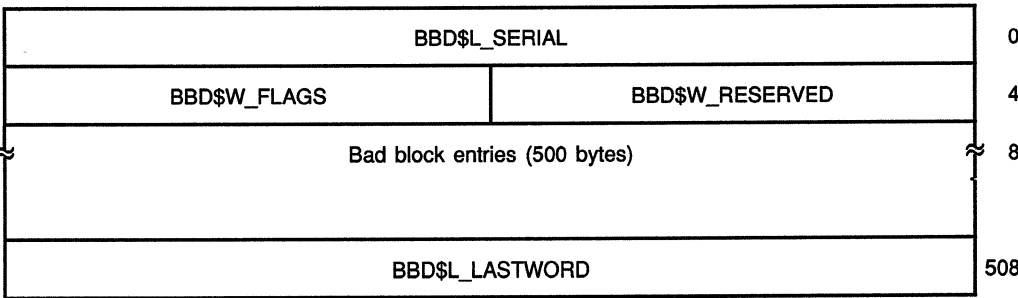 BBD$L_SERIAL 0
BBD$W_FLAGS BBD$W_RESERVED 4
Bad block entries (500 bytes) 8
BBD$L_LASTWORD 508